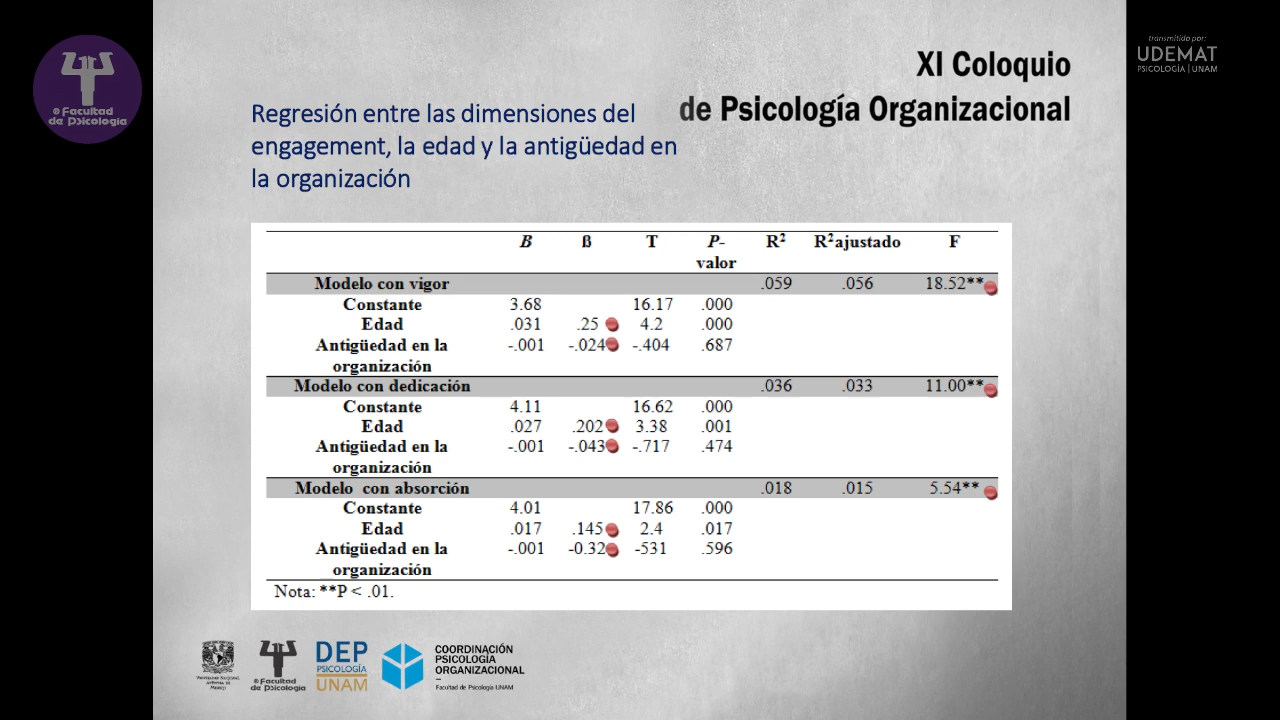 © Facultad
de Psicología
transmitido por:
UDEMAT
PSICOLOGÍA | UNAM
XI Coloquio
de Psicología Organizacional
Regresión entre las dimensiones del
engagement, la edad y la antigüedad en
la organización
B ß T P- R² R²ajustado F
valor
Modelo con vigor .059 .056 18.52**
Constante 3.68 16.17 .000
Edad .031 .25 4.2 .000
Antigüedad en la -.001 -.024 -.404 .687
organización
Modelo con dedicación .036 .033 11.00**
Constante 4.11 16.62 .000
Edad .027 .202 3.38 .001
Antigüedad en la -.001 -.043 -.717 .474
organización
Modelo con absorción .018 .015 5.54**
Constante 4.01 17.86 .000
Edad .017 .145 2.4 .017
Antigüedad en la -.001 -0.32 -531 .596
organización
Nota: **P < .01.
© Facultad
de Psicología
DEP
PSICOLOGÍA
UNAM
COORDINACIÓN
PSICOLOGÍA
ORGANIZACIONAL
Facultad de Psicología UNAM